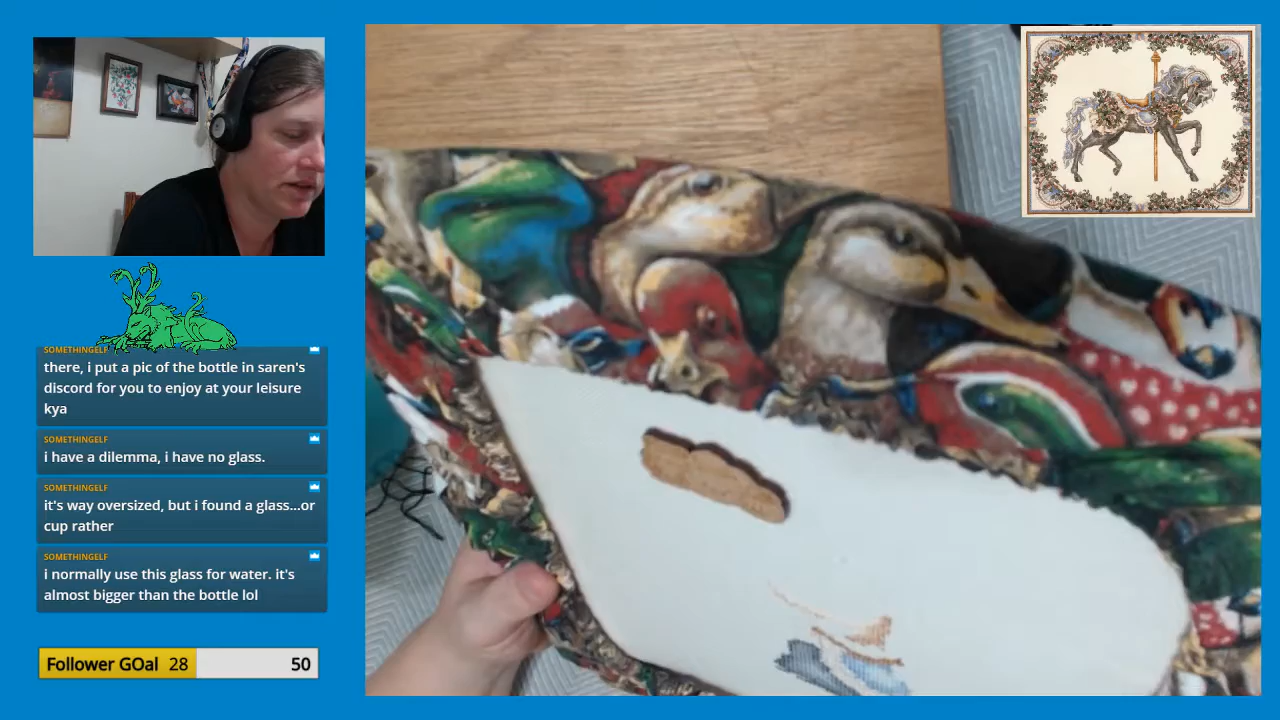 SOMETHINGELF
there, i put a pic of the bottle in saren's
discord for you to enjoy at your leisure
kya
SOMETHINGELF
i have a dilemma, i have no glass.
SOMETHINGELF
it's way oversized, but i found a glass...or
cup rather
SOMETHINGELF
i normally use this glass for water. it's
almost bigger than the bottle lol
Follower GOal 28 50